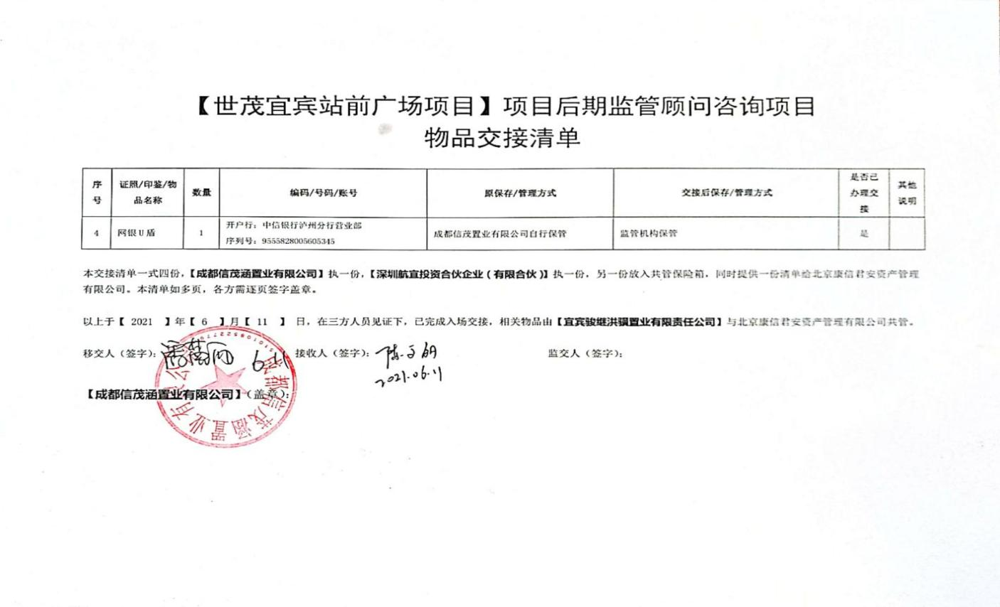 【世茂宜宾站前广场项目】项目后期监管顾问咨询项目
物品交接清单
序号 证照/印鉴/物品名称 数量 编码/号码/账号 原保存/管理方式 交接后保存/管理方式 是否已办理交接 其他说明
4 网银U盾 1 开户行：中信银行泸州分行营业部 成都信茂置业有限公司自行保管 监管机构保管 是
序列号：9555828005605345
本交接清单一式四份，【成都信茂涵置业有限公司】执一份，【深圳航宜投资合伙企业（有限合伙）】执一份，另一份放入共管保险箱，同时提供一份清单给北京康信君安资产管理
有限公司。本清单如多页，各方需逐页签字盖章。
以上于【 2021 】年【 6 】月【 11 】日，在三方人员见证下，已完成入场交接，相关物品由【宜宾骏继洪骥置业有限责任公司】与北京康信君安资产管理有限公司共管。
移交人（签字）： 6.11 接收人（签字）： 监交人（签字）：
2021.06.11
【成都信茂涵置业有限公司】（盖章）：
成都信茂涵置业有限公司